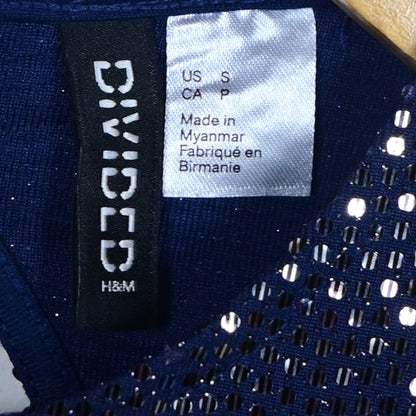 DIVIDED
H&M
US S
CA P
Made in
Myanmar
Fabriqué en
Birmanie